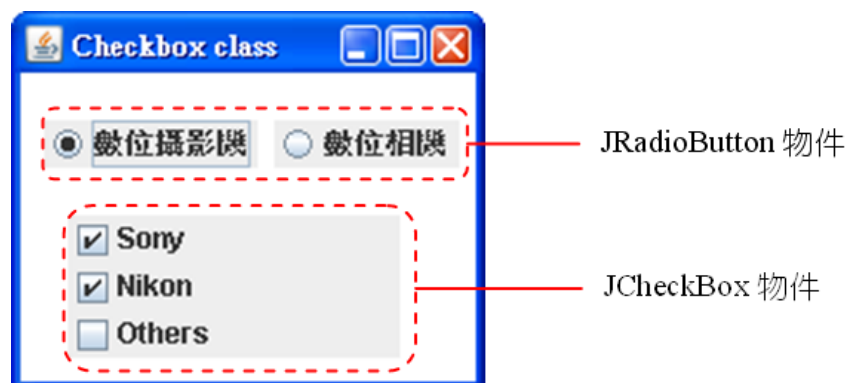 Checkbox class
數位攝影機 數位相機
JRadioButton 物件
Sony
Nikon
JCheckBox 物件
Others